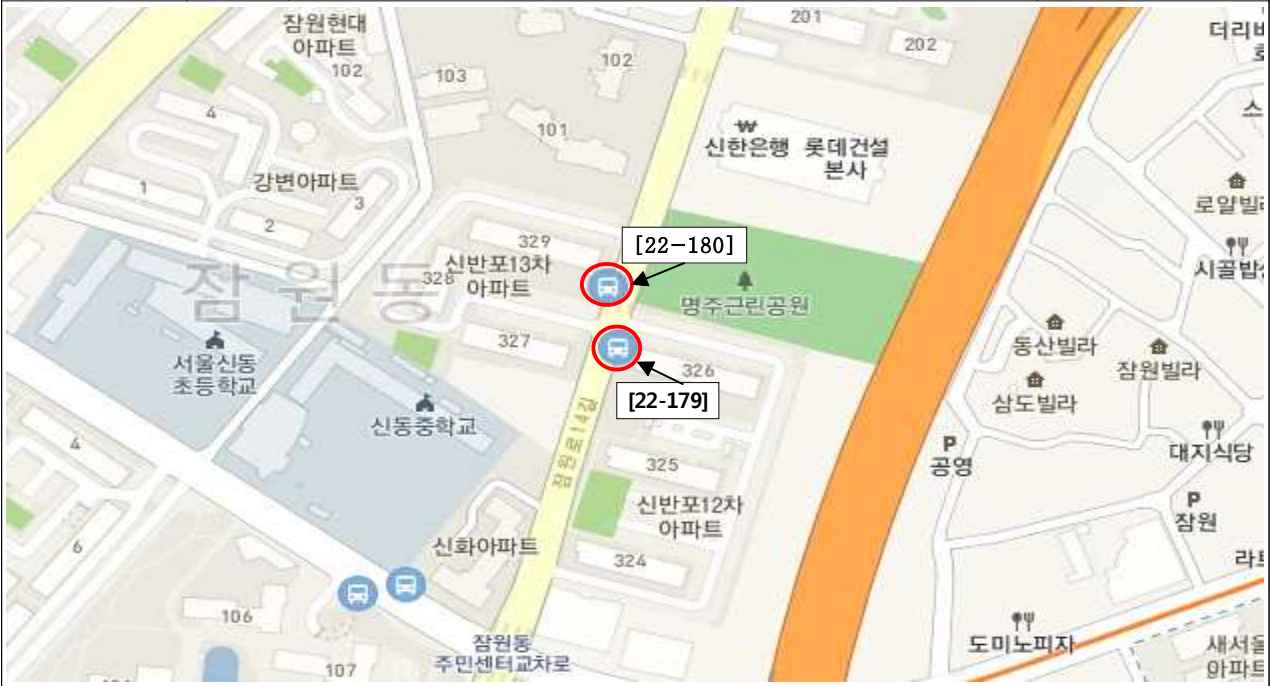 201
202
잠원현대
아파트
102
103
102
4
101
신한은행
롯데건설
본사
강변아파트
1
2
3
로얄빌
329
[22-180]
328
신반포13차
아파트
시골밥
잠원동
명주근린공원
327
서울신동
초등학교
326
동산빌라
잠원빌라
[22-179]
삼도빌라
신동중학교
잠원로14길
P
공영
대지식당
4
325
P
잠원
신반포12차
아파트
신화아파트
324
6
106
도미노피자
새서울
아파트
잠원동
주민센터교차로
107